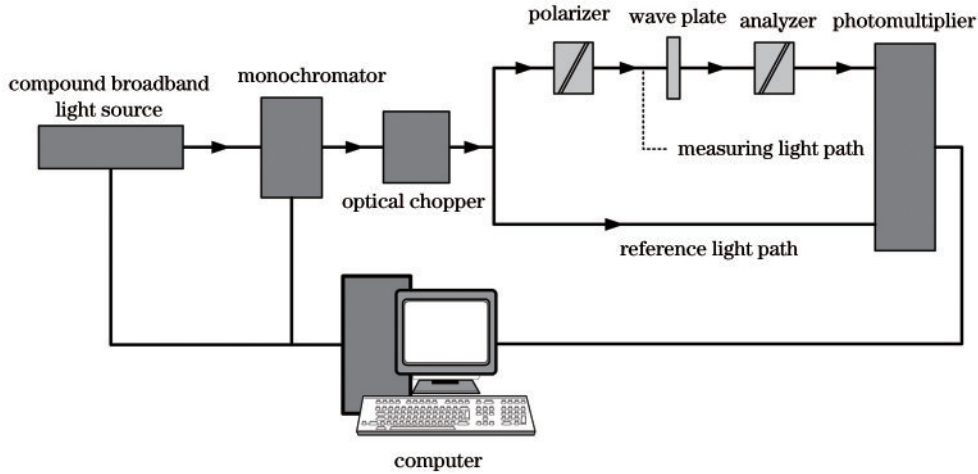 polarizer
wave plate
analyzer
photomultiplier
compound broadband
light source
monochromator
measuring light path
optical chopper
reference light path
computer